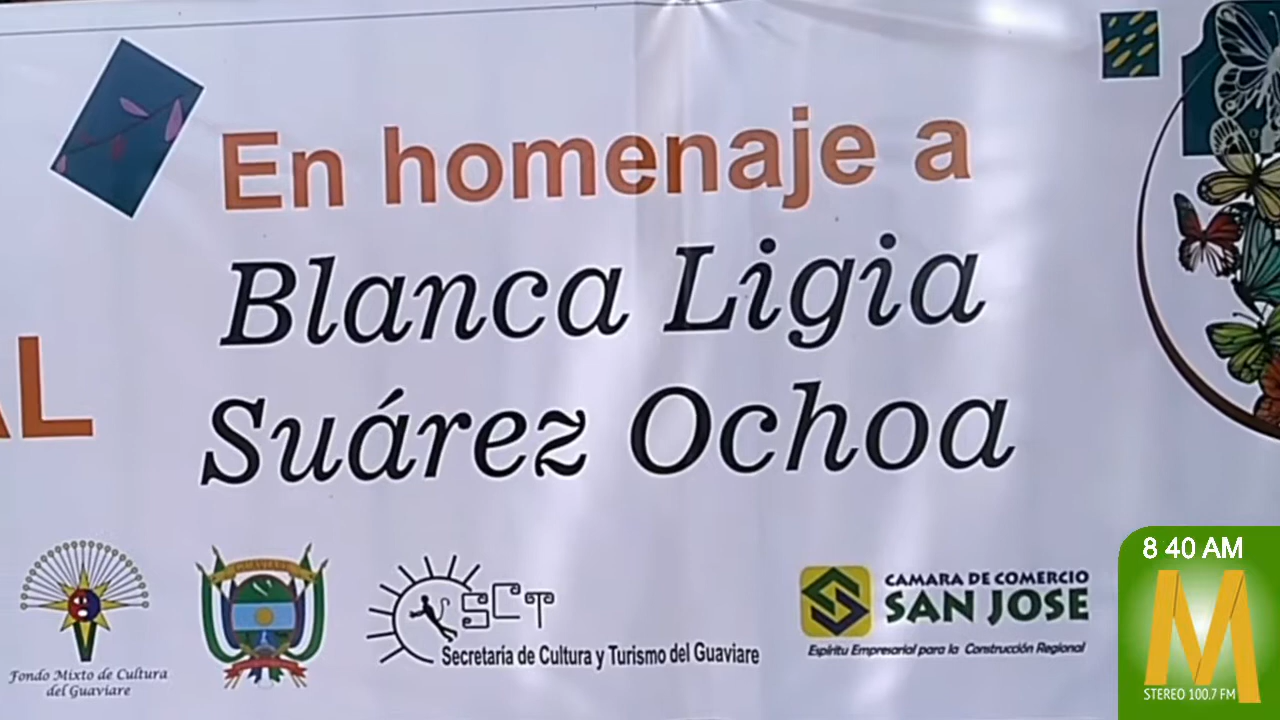 En homenaje a
Blanca Ligia
Suárez Ochoa
AL
Fondo Mixto de Cultura
del Guaviare
SCT
Secretaría de Cultura y Turismo del Guaviare
CAMARA DE COMERCIO
SAN JOSE
Espíritu Empresarial para la Construcción Regional
8 40 AM
M
STEREO 100.7 FM